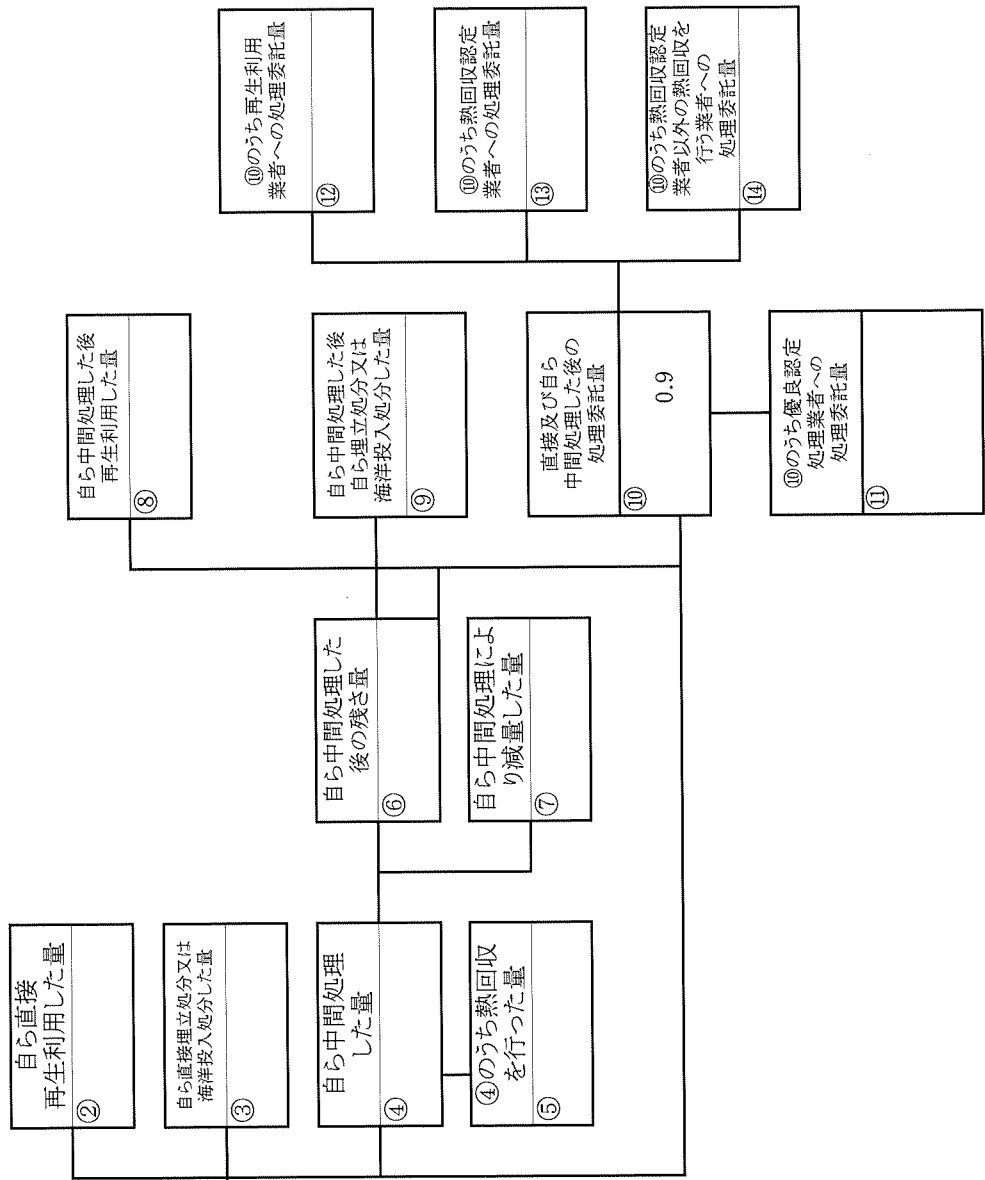 自ら直接
再生利用した量
②
自ら直接埋立処分又は
海洋投入処分した量
③
自ら中間処理
した量
④
④のうち熱回収
を行った量
⑤
自ら中間処理した
後の残さ量
⑥
自ら中間処理によ
り減量した量
⑦
自ら中間処理した後
再生利用した量
⑧
自ら中間処理した後
自ら埋立処分又は
海洋投入処分した量
⑨
直接及び自ら
中間処理した後の
処理委託量
⑩
0.9
⑩のうち優良認定
処理業者への
処理委託量
⑪
⑩のうち再生利用
業者への処理委託量
⑫
⑩のうち熱回収認定
業者への処理委託量
⑬
⑩のうち熱回収認定
業者以外の熱回収を
行う業者への
処理委託量
⑭